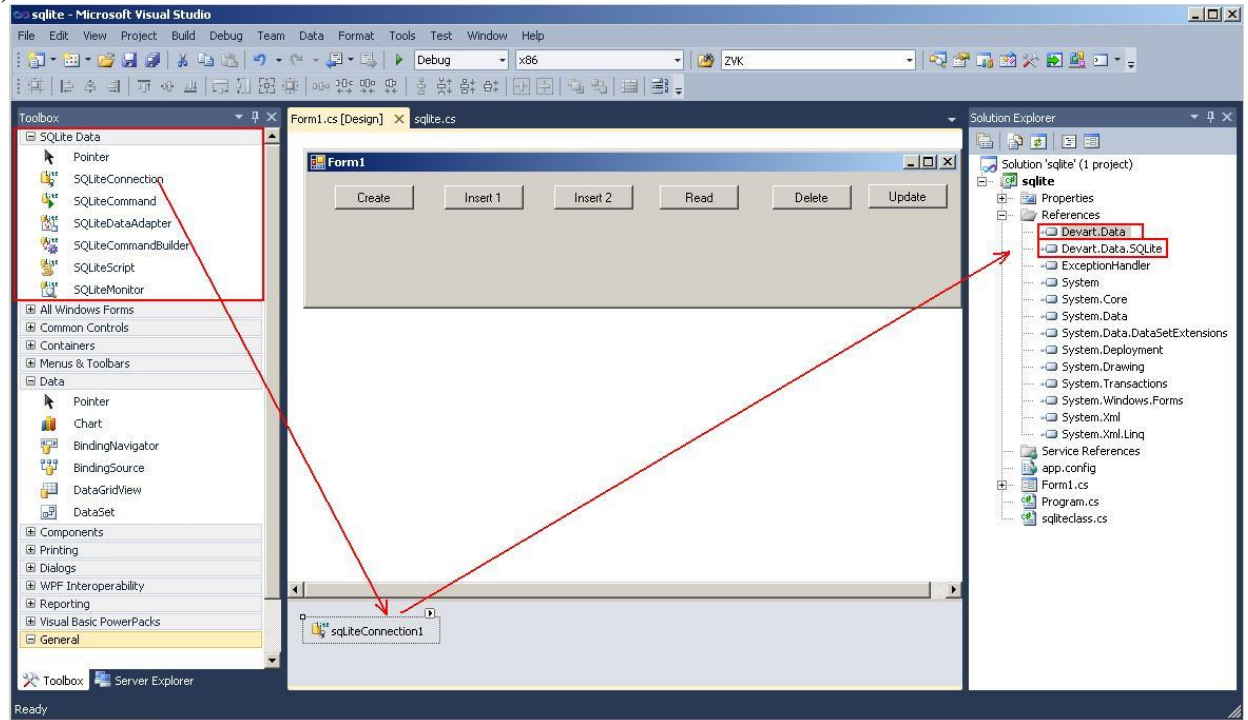 sqlite - Microsoft Visual Studio
File Edit View Project Build Debug Team Data Format Tools Test Window Help
Debug x86 ZVK
Toolbox
SQLite Data
Pointer
SQLiteConnection
SQLiteCommand
SQLiteDataAdapter
SQLiteCommandBuilder
SQLiteScript
SQLiteMonitor
All Windows Forms
Common Controls
Containers
Menus & Toolbars
Data
Pointer
Chart
BindingNavigator
BindingSource
DataGridView
DataSet
Components
Printing
Dialogs
WPF Interoperability
Reporting
Visual Basic PowerPacks
General
Toolbox Server Explorer
Form1.cs [Design] sqlite.cs
Form1
Create Insert 1 Insert 2 Read Delete Update
sqLiteConnection1
Solution Explorer
Solution 'sqlite' (1 project)
sqlite
Properties
References
Devart.Data
Devart.Data.SQLite
ExceptionHandler
System
System.Core
System.Data
System.Data.DataSetExtensions
System.Deployment
System.Drawing
System.Transactions
System.Windows.Forms
System.Xml
System.Xml.Linq
Service References
app.config
Form1.cs
Program.cs
sqliteclass.cs
Ready